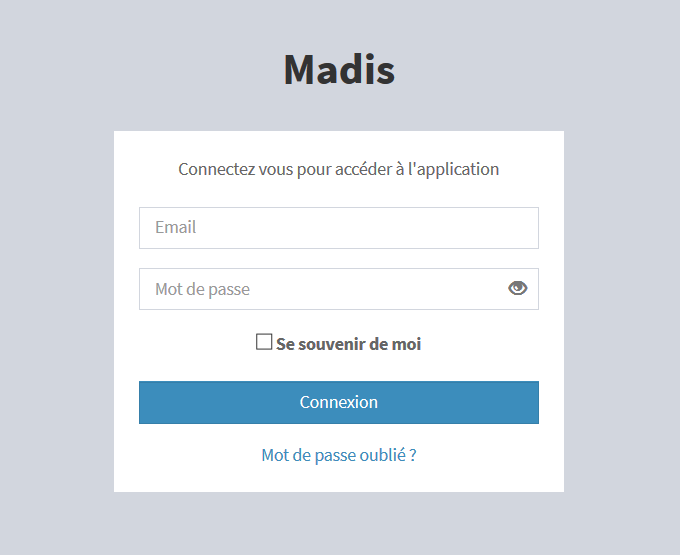 Madis
Connectez vous pour accéder à l'application
Email
Mot de passe
Se souvenir de moi
Connexion
Mot de passe oublié ?